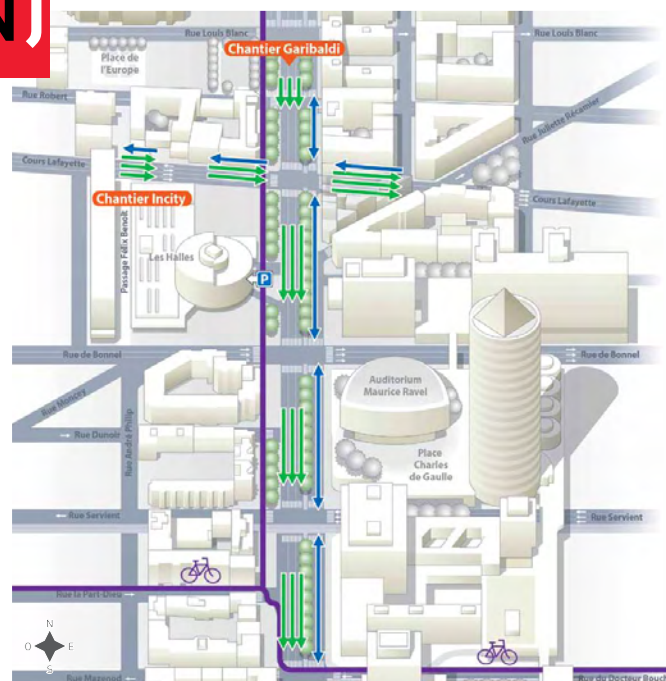 N)
Rue Louis Blanc
Rue Louis Blanc
Chantier Garibaldi
Place de
l'Europe
Rue Robert
Rue Juliette Récamier
Cours Lafayette
Chantier Incity
Cours Lafayette
Passage Félix Benoit
Les Halles
P
Rue de Bonnel
Rue de Bonnel
Auditorium
Maurice Ravel
Rue Moncey
Rue Dunoir
Rue André Philip
Place
Charles
de Gaulle
Rue Servient
Rue Servient
Rue la Part-Dieu
N
O
E
S
Rue Mazenod
Rue du Docteur Bouch